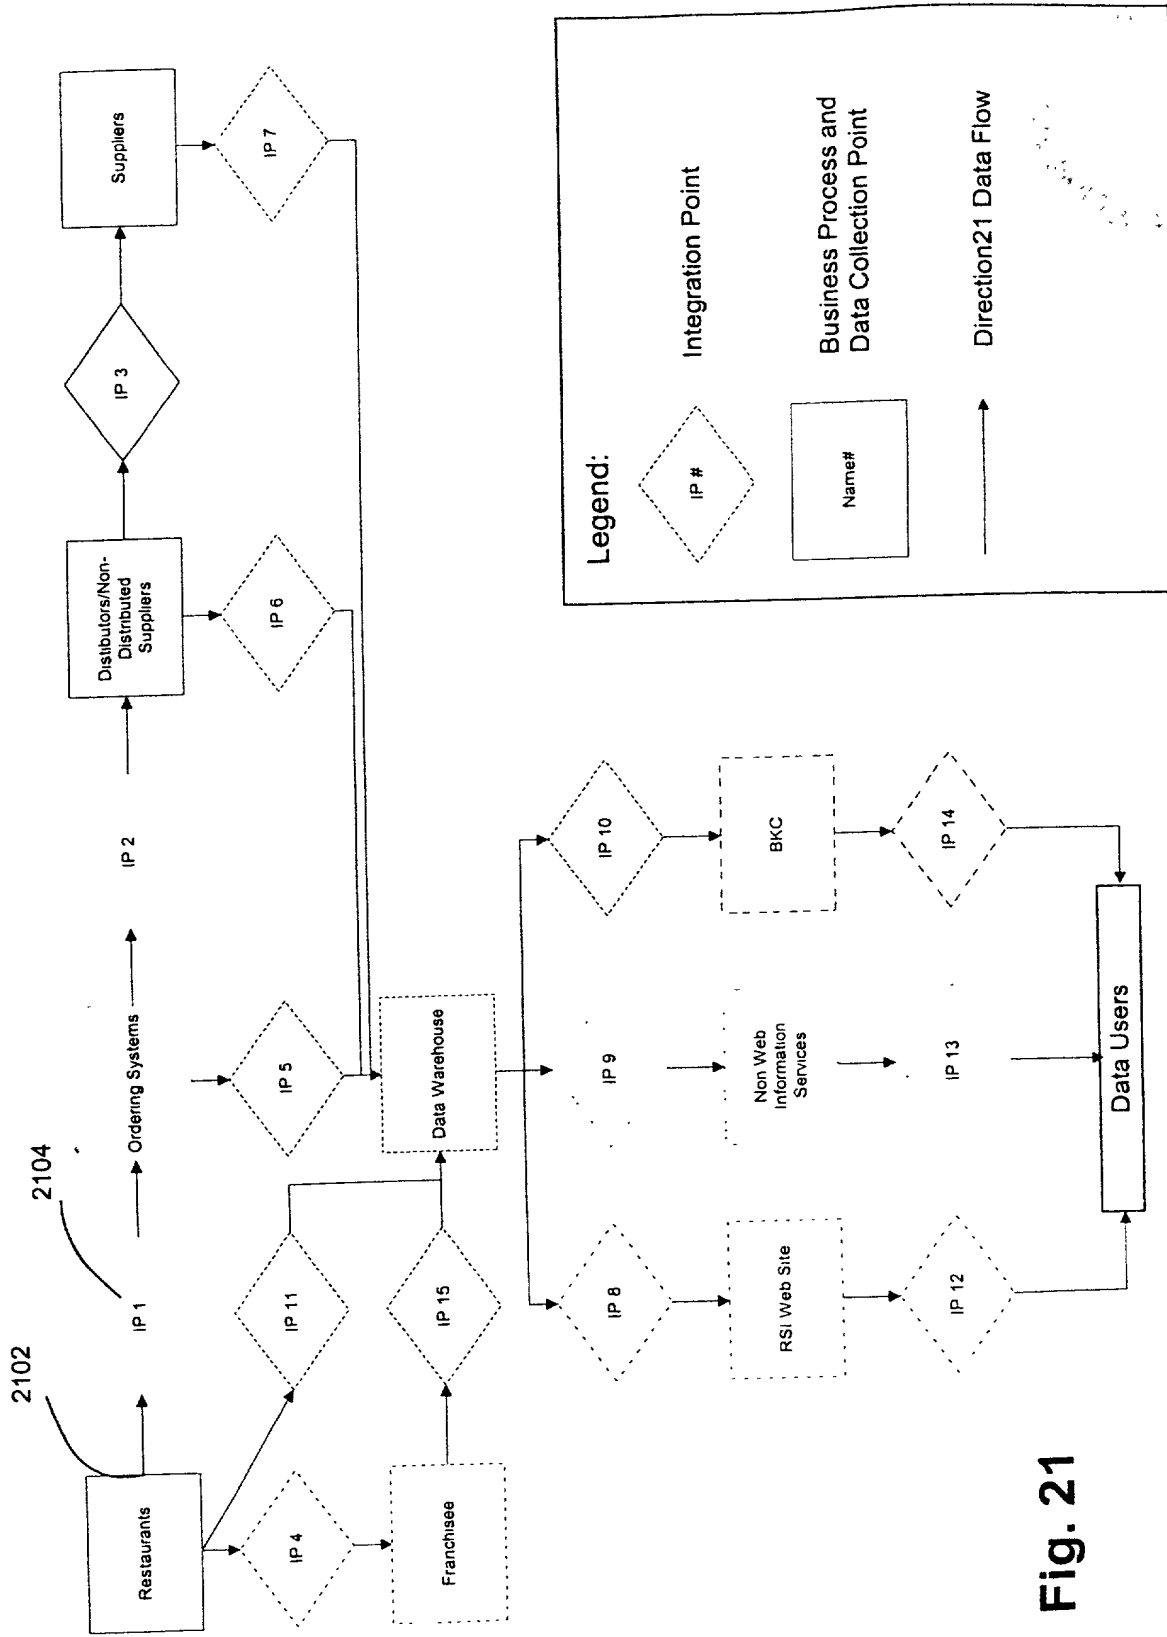 2102
2104
Restaurants
IP 1
Ordering Systems
IP 2
Distributors/Non-
Distributed
Suppliers
IP 3
Suppliers
IP 4
IP 11
IP 5
IP 6
IP 7
Franchisee
IP 15
Data Warehouse
IP 8
IP 9
IP 10
RSI Web Site
Non Web
Information
Services
BKC
IP 12
IP 13
IP 14
Data Users
Legend:
IP #
Integration Point
Name#
Business Process and
Data Collection Point
Direction21 Data Flow
Fig. 21